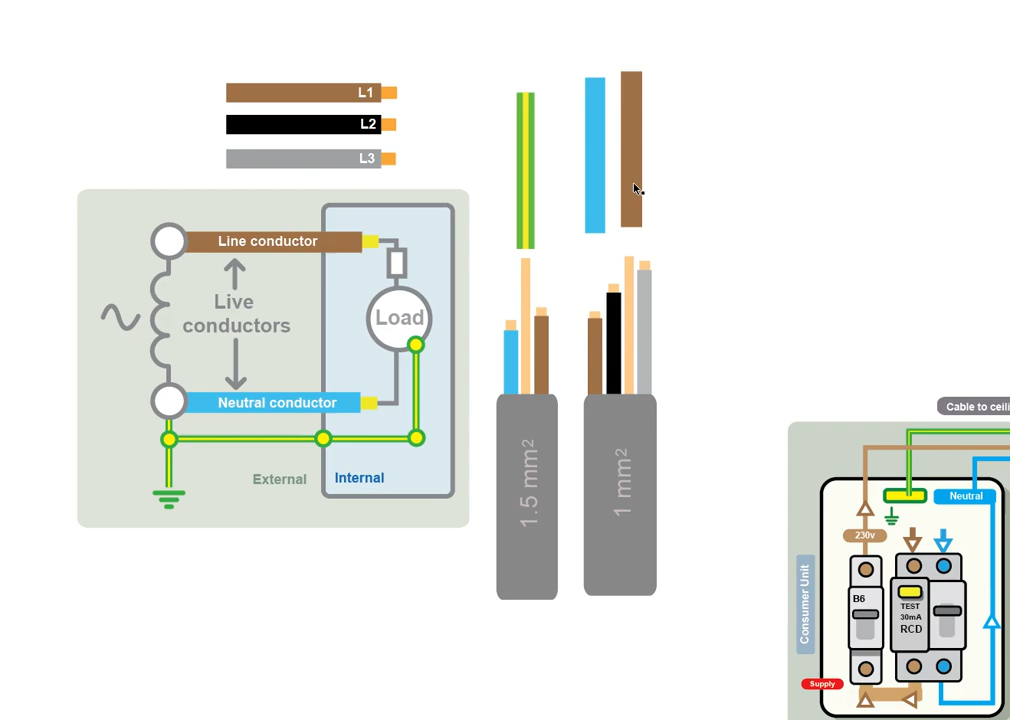 L1
L2
L3
Line conductor
Live
conductors
Load
Neutral conductor
External
Internal
1.5 mm²
1 mm²
Cable to ceili
Neutral
230v
Consumer Unit
B6
TEST
30mA
RCD
Supply